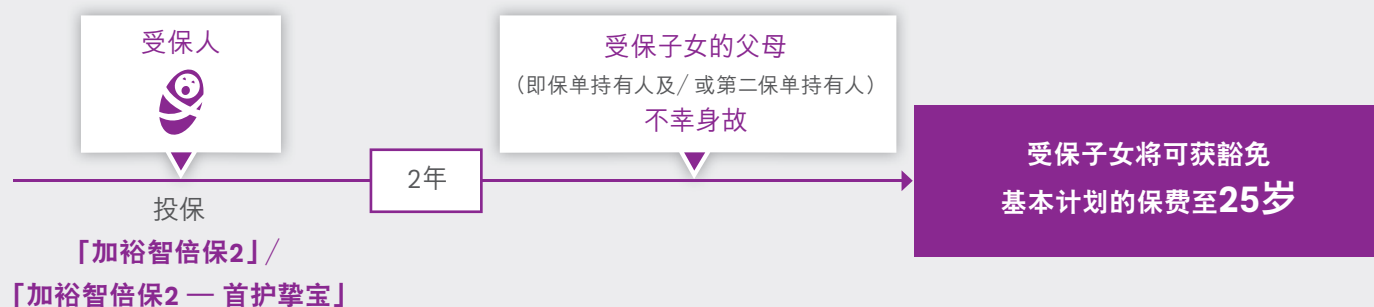 受保人
投保
「加裕智倍保2」/
「加裕智倍保2 — 首护挚宝」
2年
受保子女的父母
(即保单持有人及/或第二保单持有人)
不幸身故
受保子女将可获豁免
基本计划的保费至25岁